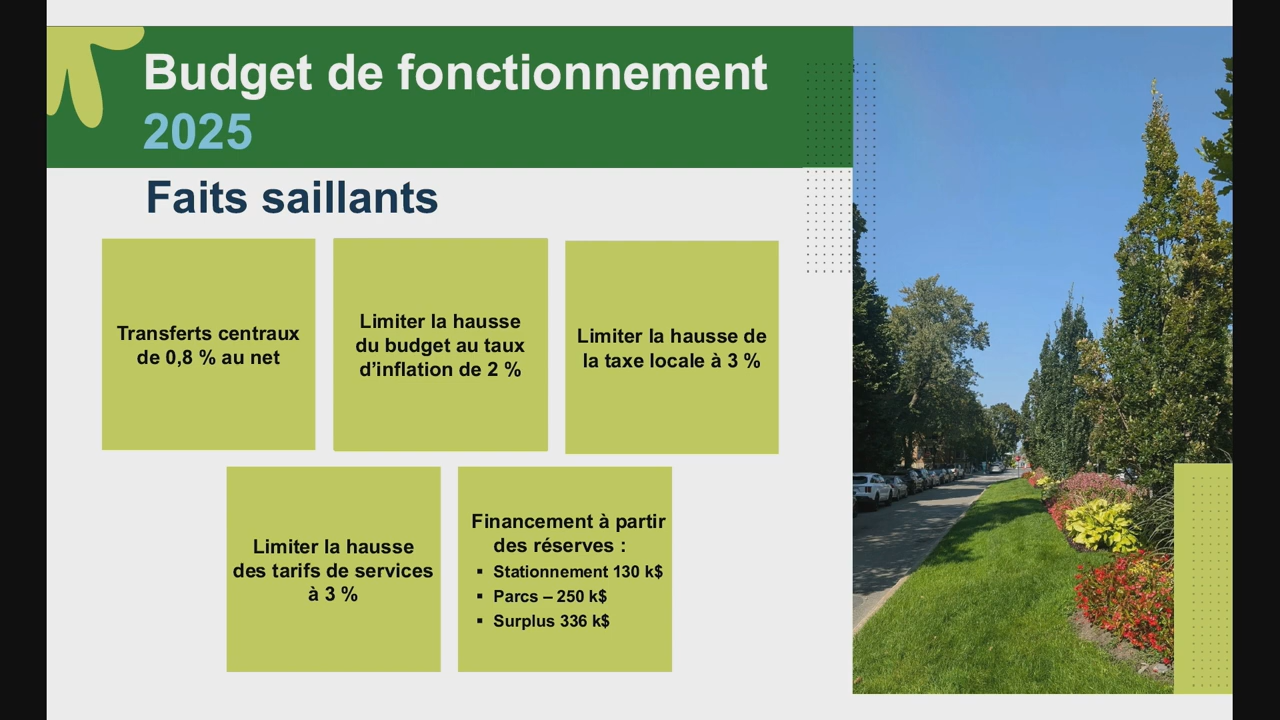 Budget de fonctionnement
2025
Faits saillants
Transferts centraux
de 0,8 % au net
Limiter la hausse
du budget au taux
d’inflation de 2 %
Limiter la hausse de
la taxe locale à 3 %
Limiter la hausse
des tarifs de services
à 3 %
Financement à partir
des réserves :
▪ Stationnement 130 k$
▪ Parcs – 250 k$
▪ Surplus 336 k$